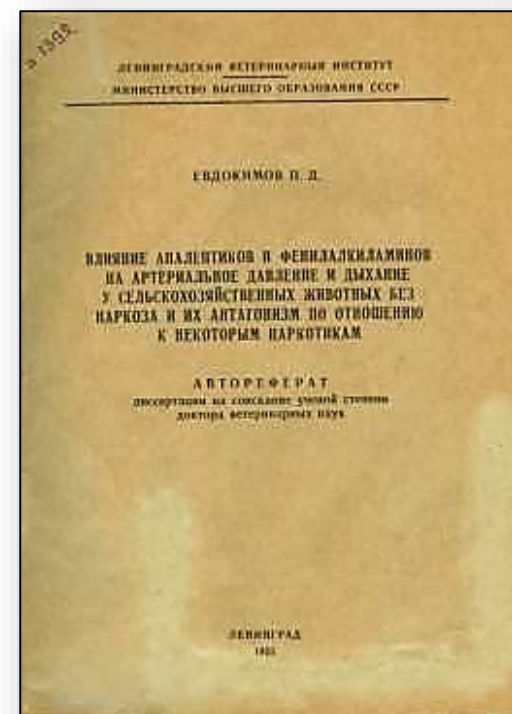 ЛЕНИНГРАДСКИЙ ВЕТЕРИНАРНЫЙ ИНСТИТУТ
МИНИСТЕРСТВО ВЫСШЕГО ОБРАЗОВАНИЯ СССР
ЕВДОКИМОВ П. Д.
ВЛИЯНИЕ АНАЛЕПТИКОВ И ФЕНИЛАЛКИЛАМИНОВ
НА АРТЕРИАЛЬНОЕ ДАВЛЕНИЕ И ДЫХАНИЕ
У СЕЛЬСКОХОЗЯЙСТВЕННЫХ ЖИВОТНЫХ БЕЗ
НАРКОЗА И ИХ АНТАГОНИЗМ ПО ОТНОШЕНИЮ
К НЕКОТОРЫМ НАРКОТИКАМ
АВТОРЕФЕРАТ
диссертации на соискание ученой степени
доктора ветеринарных наук
ЛЕНИНГРАД